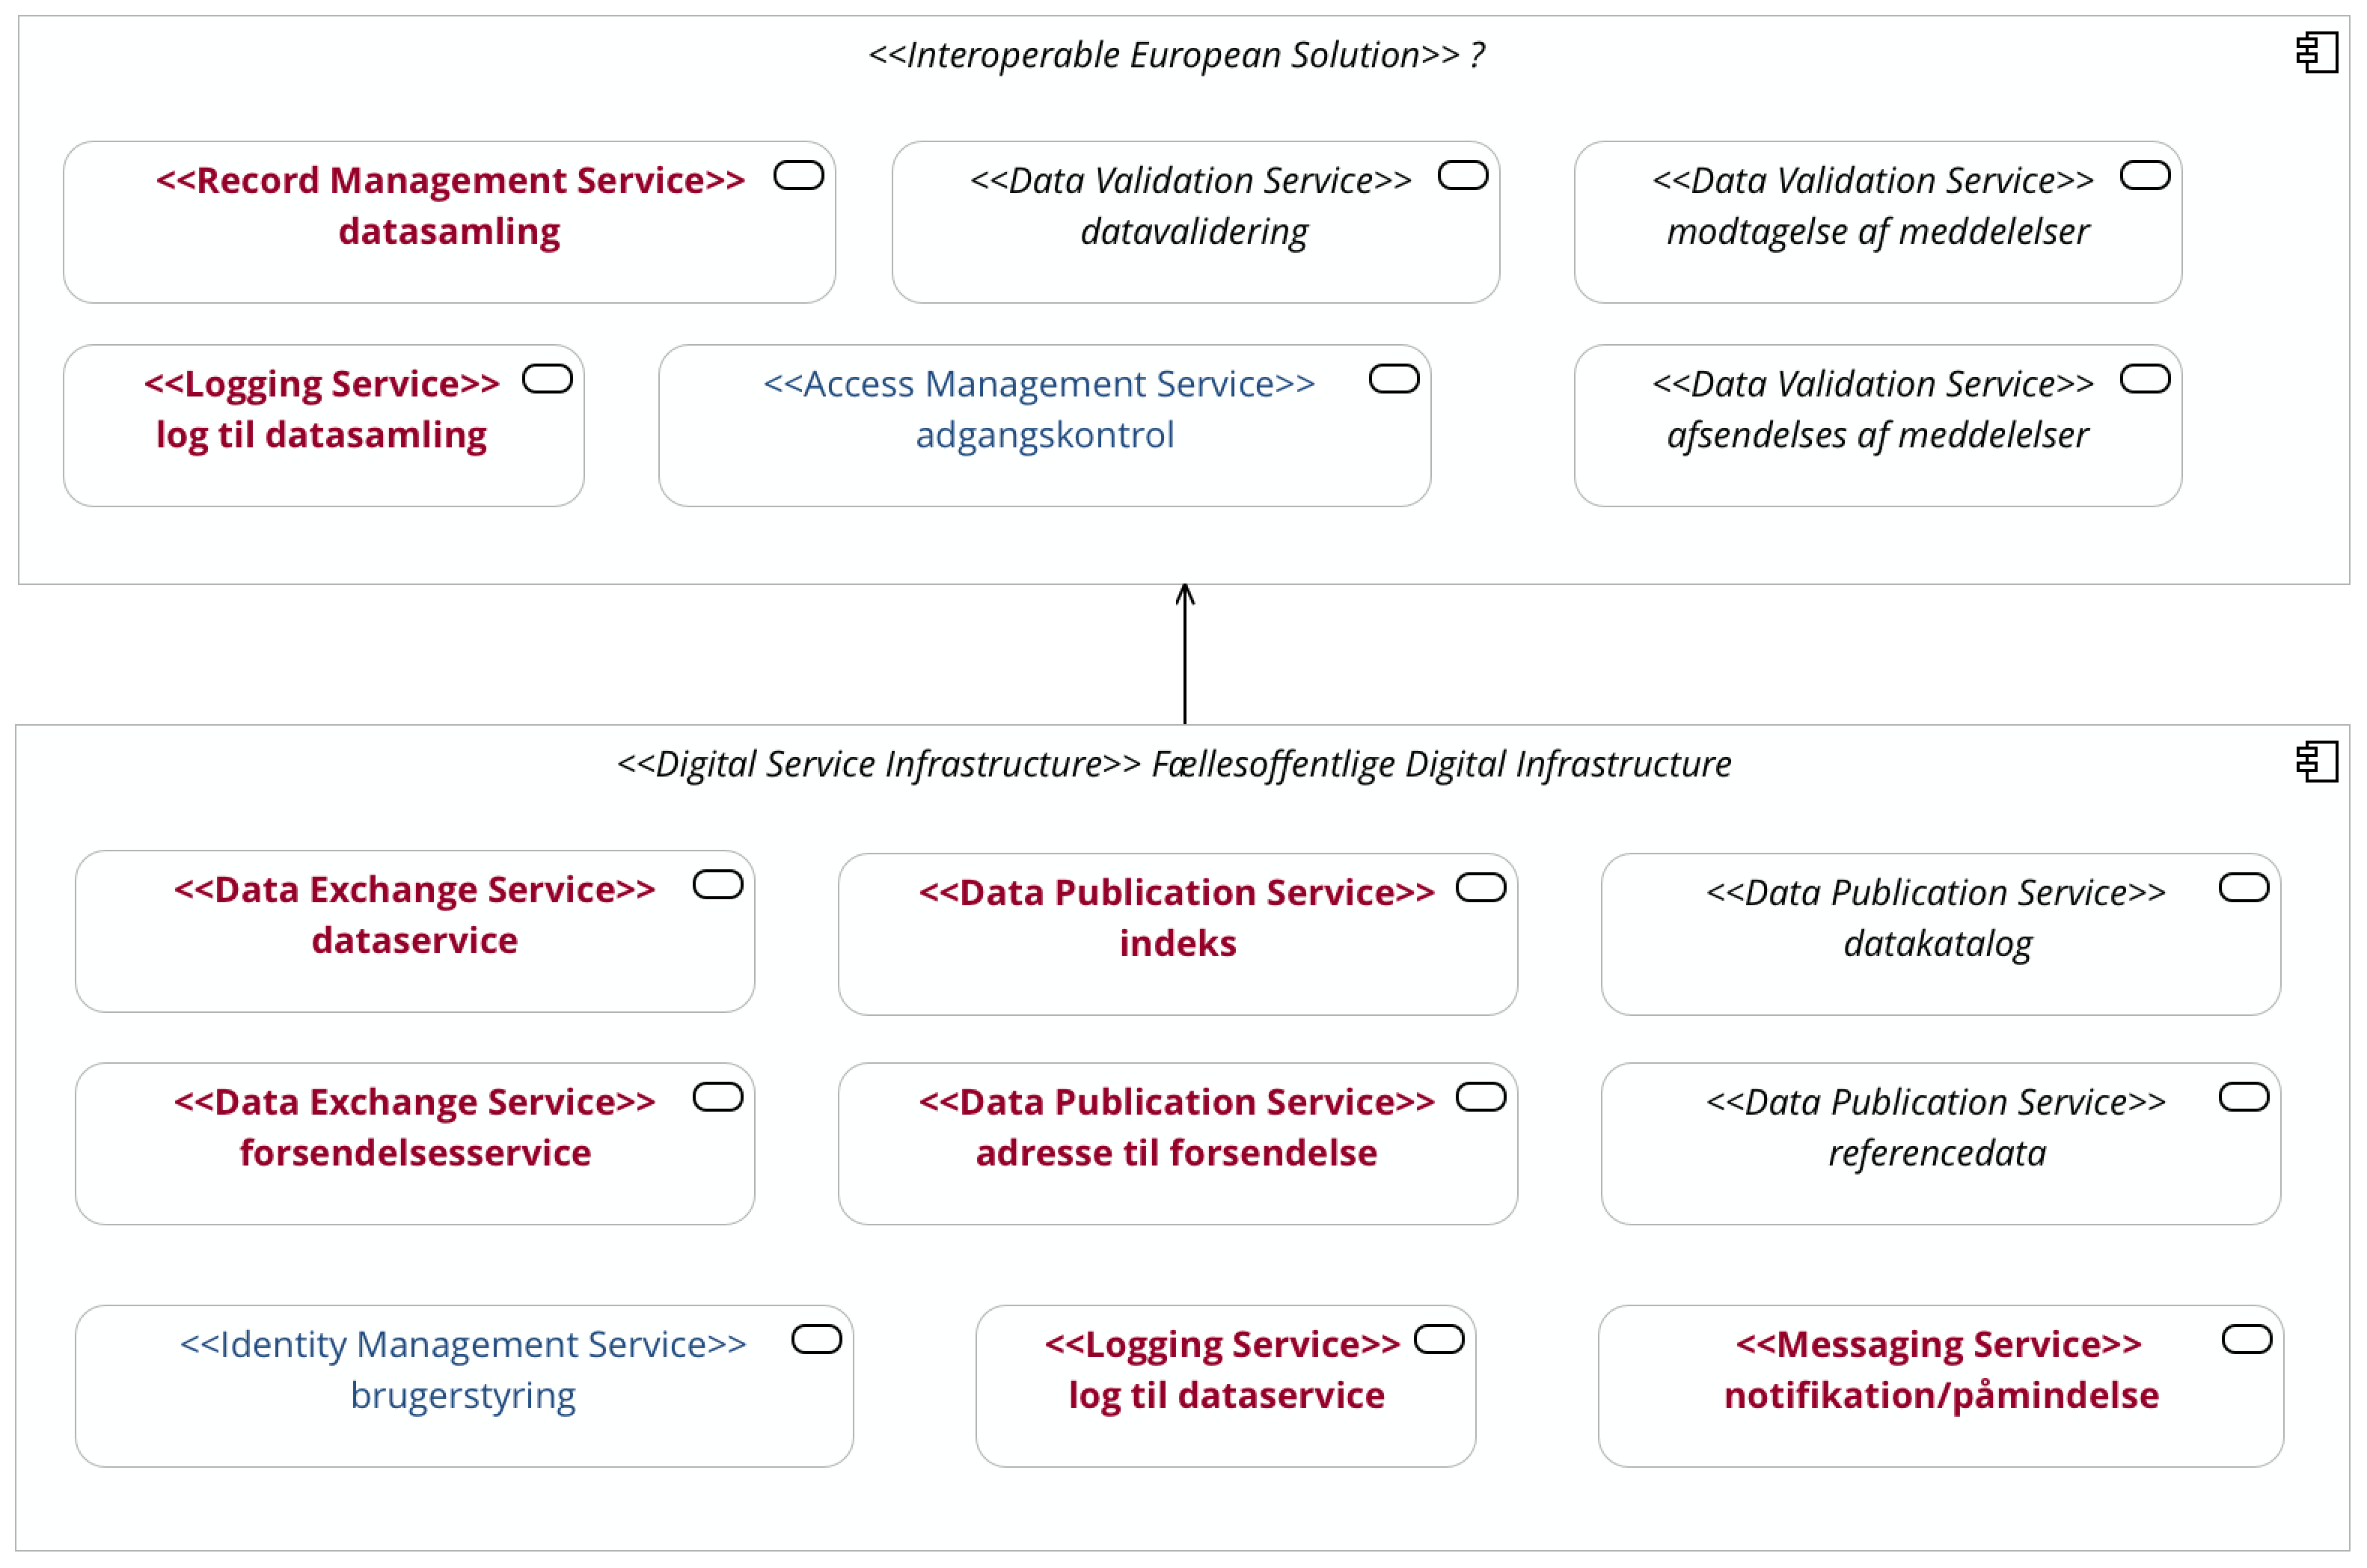 <<Interoperable European Solution>> ?
<<Record Management Service>>
datasamling
<<Data Validation Service>>
datavalidering
<<Data Validation Service>>
modtagelse af meddelelser
<<Logging Service>>
log til datasamling
<<Access Management Service>>
adgangskontrol
<<Data Validation Service>>
afsendelses af meddelelser
<<Digital Service Infrastructure>> Fællesoffentlige Digital Infrastructure
<<Data Exchange Service>>
dataservice
<<Data Publication Service>>
indeks
<<Data Publication Service>>
datakatalog
<<Data Exchange Service>>
forsendelsesservice
<<Data Publication Service>>
adresse til forsendelse
<<Data Publication Service>>
referencedata
<<Identity Management Service>>
brugerstyring
<<Logging Service>>
log til dataservice
<<Messaging Service>>
notifikation/påmindelse